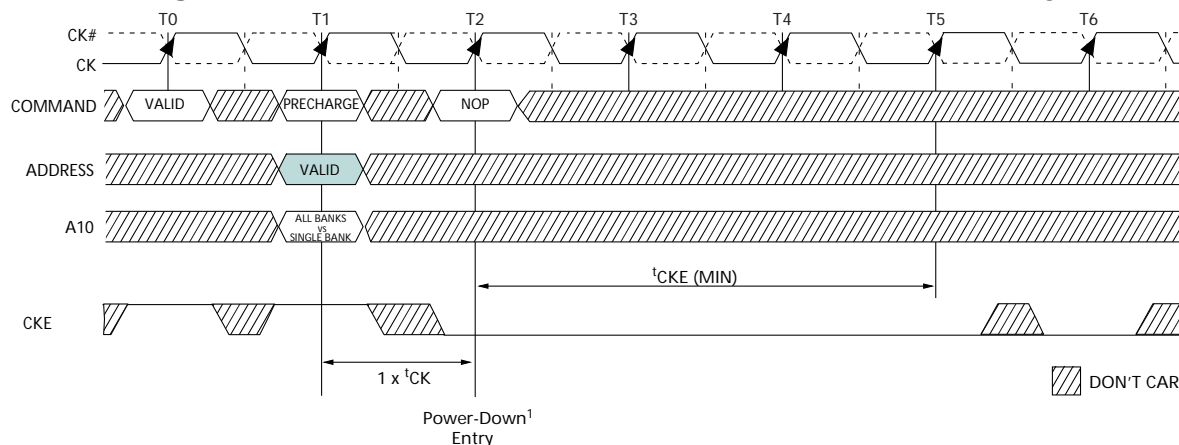 T0 T1 T2 T3 T4 T5 T6
CK#
CK
COMMAND VALID PRECHARGE NOP
ADDRESS VALID
A10 ALL BANKS
vs
SINGLE BANK
tCKE (MIN)
CKE
1 x tCK
DON'T CAR
Power-Down1
Entry